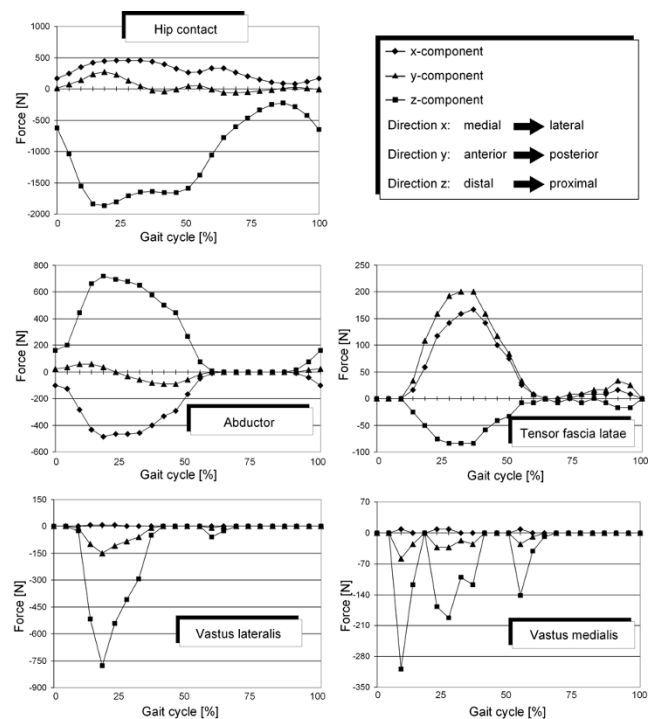 Hip contact
1000
500
0
-500
-1000
-1500
-2000
Force [N]
0 25 50 75 100
Gait cycle [%]
x-component
y-component
z-component
Direction x: medial lateral
Direction y: anterior posterior
Direction z: distal proximal
800
600
400
200
0
-200
-400
-600
Force [N]
Abductor
0 25 50 75 100
Gait cycle [%]
250
200
150
100
50
0
-50
-100
Force [N]
Tensor fascia latae
0 25 50 75 100
Gait cycle [%]
150
0
-150
-300
-450
-600
-750
-900
Force [N]
Vastus lateralis
0 25 50 75 100
Gait cycle [%]
70
0
-70
-140
-210
-280
-350
Force [N]
Vastus medialis
0 25 50 75 100
Gait cycle [%]